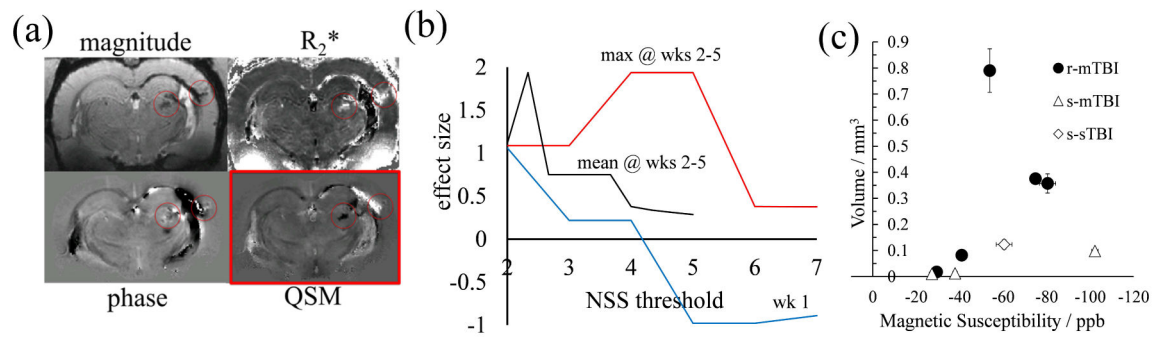 (a)
magnitude
R₂*
phase
QSM
(b)
effect size
2
1.5
1
0.5
0
-0.5
-1
max @ wks 2-5
mean @ wks 2-5
wk 1
2 3 4 5 6 7
NSS threshold
(c)
Volume / mm³
0.9
0.8
0.7
0.6
0.5
0.4
0.3
0.2
0.1
0
r-mTBI
s-mTBI
s-sTBI
0 -20 -40 -60 -80 -100 -120
Magnetic Susceptibility / ppb